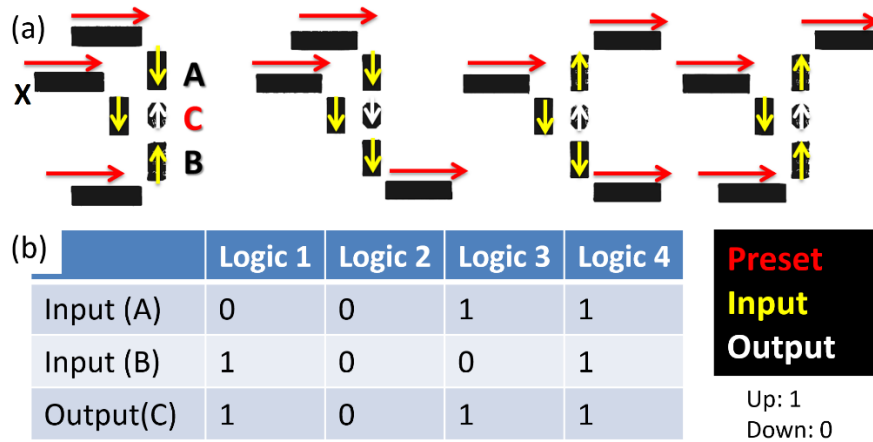 (a)
A
X
C
B
(b)
Logic 1 Logic 2 Logic 3 Logic 4
Input (A) 0 0 1 1
Input (B) 1 0 0 1
Output(C) 1 0 1 1
Preset
Input
Output
Up: 1
Down: 0